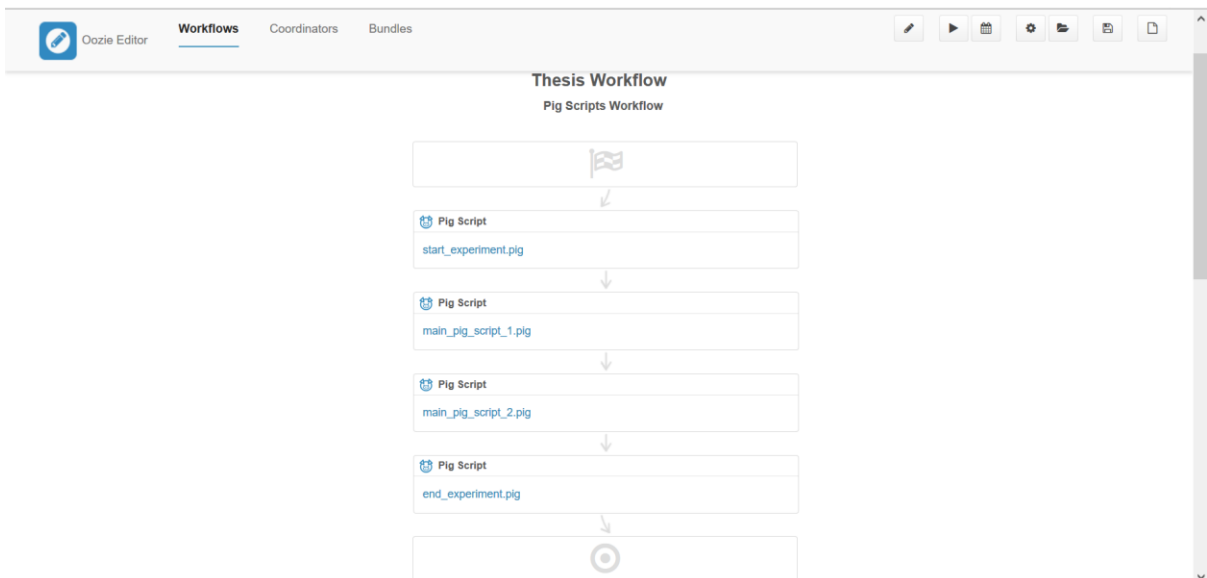 Oozie Editor Workflows Coordinators Bundles
Thesis Workflow
Pig Scripts Workflow
Pig Script
start_experiment.pig
Pig Script
main_pig_script_1.pig
Pig Script
main_pig_script_2.pig
Pig Script
end_experiment.pig